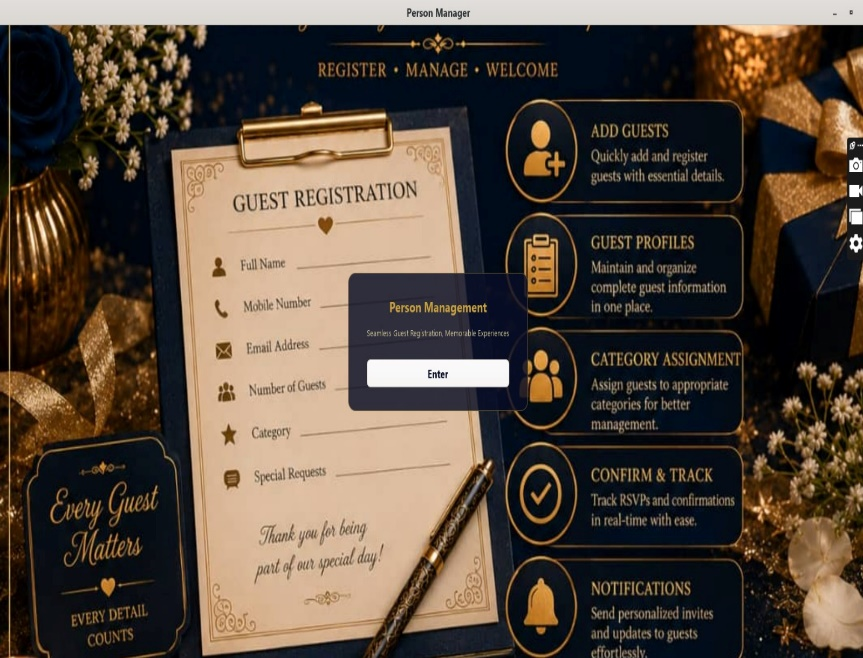 Person Manager
REGISTER • MANAGE • WELCOME
GUEST REGISTRATION
Full Name
Mobile Number
Email Address
Number of Guests
Category
Special Requests
Thank you for being
part of our special day!
Every Guest
Matters
EVERY DETAIL
COUNTS
Person Management
Seamless Guest Registration, Memorable Experiences
Enter
ADD GUESTS
Quickly add and register
guests with essential details.
GUEST PROFILES
Maintain and organize
complete guest information
in one place.
CATEGORY ASSIGNMENT
Assign guests to appropriate
categories for better
management.
CONFIRM & TRACK
Track RSVPs and confirmations
in real-time with ease.
NOTIFICATIONS
Send personalized invites
and updates to guests
effortlessly.